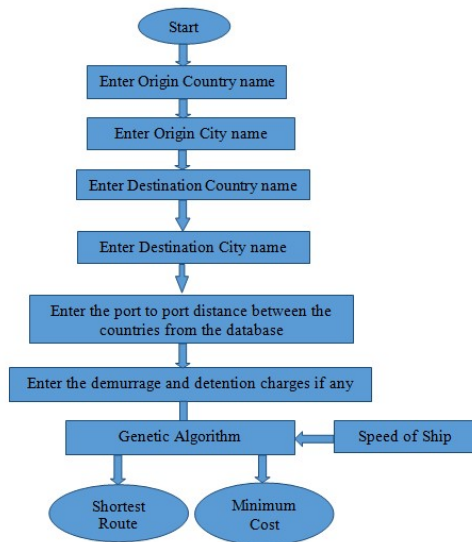 Start
Enter Origin Country name
Enter Origin City name
Enter Destination Country name
Enter Destination City name
Enter the port to port distance between the
countries from the database
Enter the demurrage and detention charges if any
Genetic Algorithm
Speed of Ship
Shortest
Route
Minimum
Cost